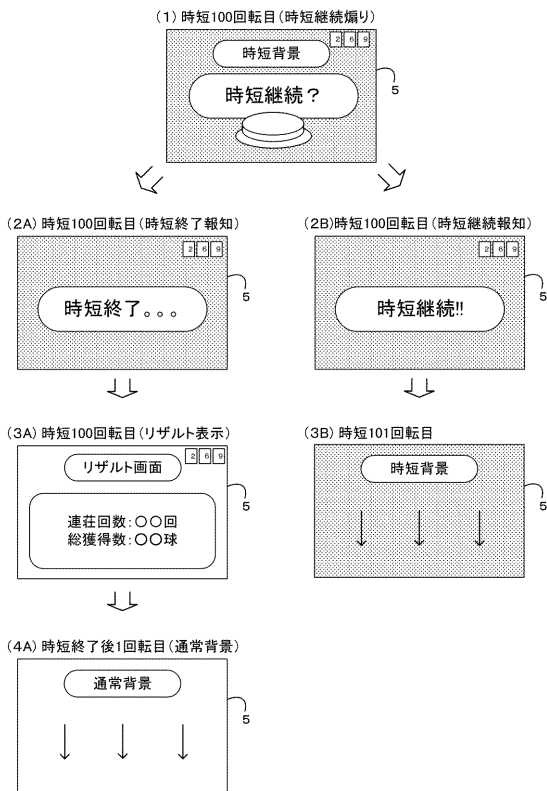 (1) 時短100回転目(時短継続煽り)
2 6 9
時短背景
時短継続?
5
(2A) 時短100回転目(時短終了報知)
2 6 9
時短終了。。。
5
(2B)時短100回転目(時短継続報知)
2 6 9
時短継続!!
5
(3A) 時短100回転目(リザルト表示)
2 6 9
リザルト画面
連荘回数:〇〇回
総獲得数:〇〇球
5
(3B) 時短101回転目
時短背景
5
(4A) 時短終了後1回転目(通常背景)
通常背景
5